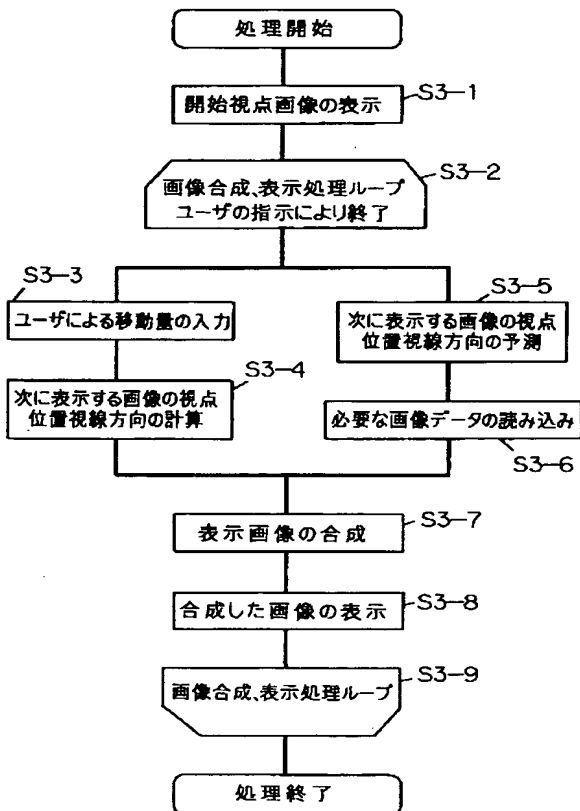 処理開始
開始視点画像の表示
S3-1
画像合成、表示処理ループ
ユーザの指示により終了
S3-2
S3-3
ユーザによる移動量の入力
S3-4
次に表示する画像の視点
位置視線方向の計算
S3-5
次に表示する画像の視点
位置視線方向の予測
必要な画像データの読み込み
S3-6
S3-7
表示画像の合成
S3-8
合成した画像の表示
S3-9
画像合成、表示処理ループ
処理終了